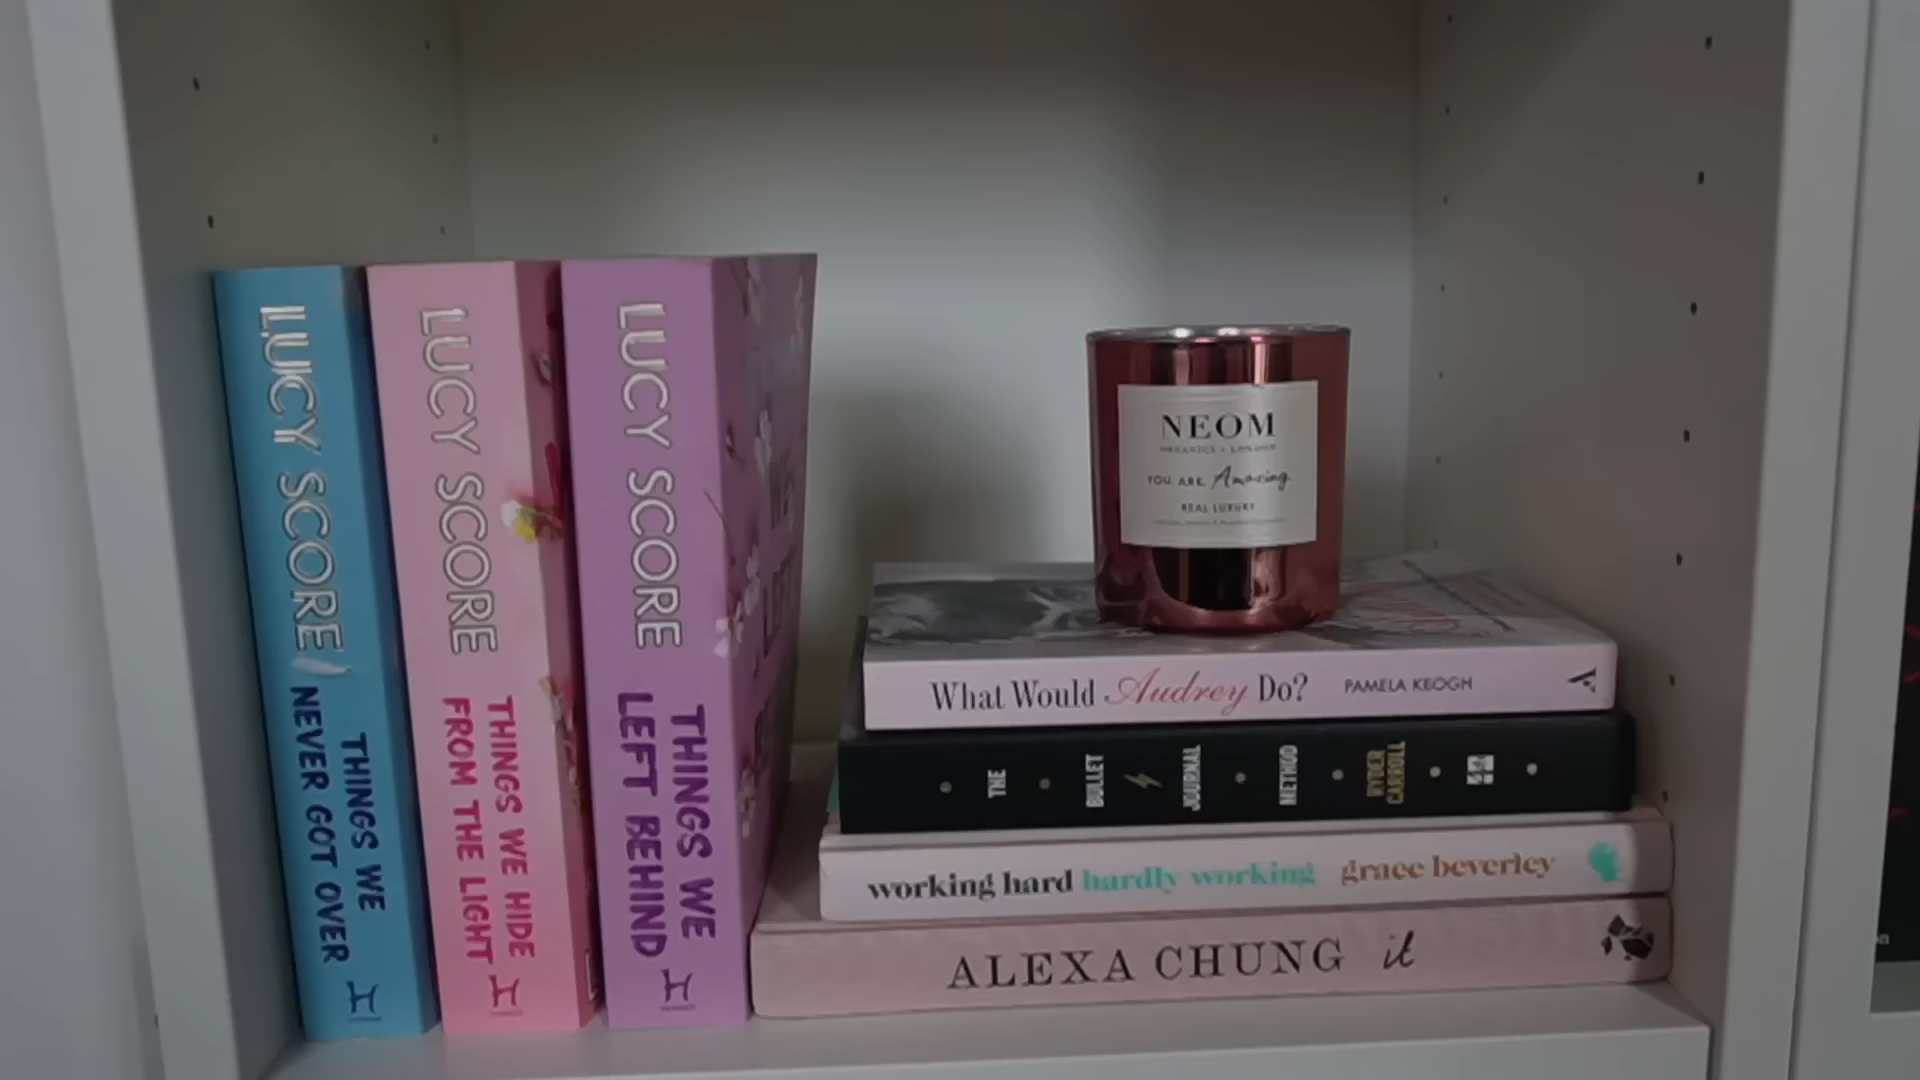 LUCY SCORE
THINGS WE
NEVER GOT OVER
LUCY SCORE
THINGS WE HIDE
FROM THE LIGHT
LUCY SCORE
THINGS WE
LEFT BEHIND
NEOM
ORGANICS • LONDON
YOU ARE Amazing
REAL LUXURY
What Would Audrey Do? PAMELA KEOGH
THE BULLET JOURNAL METHOD RYDER CARROLL
working hard hardly working grace beverley
ALEXA CHUNG it